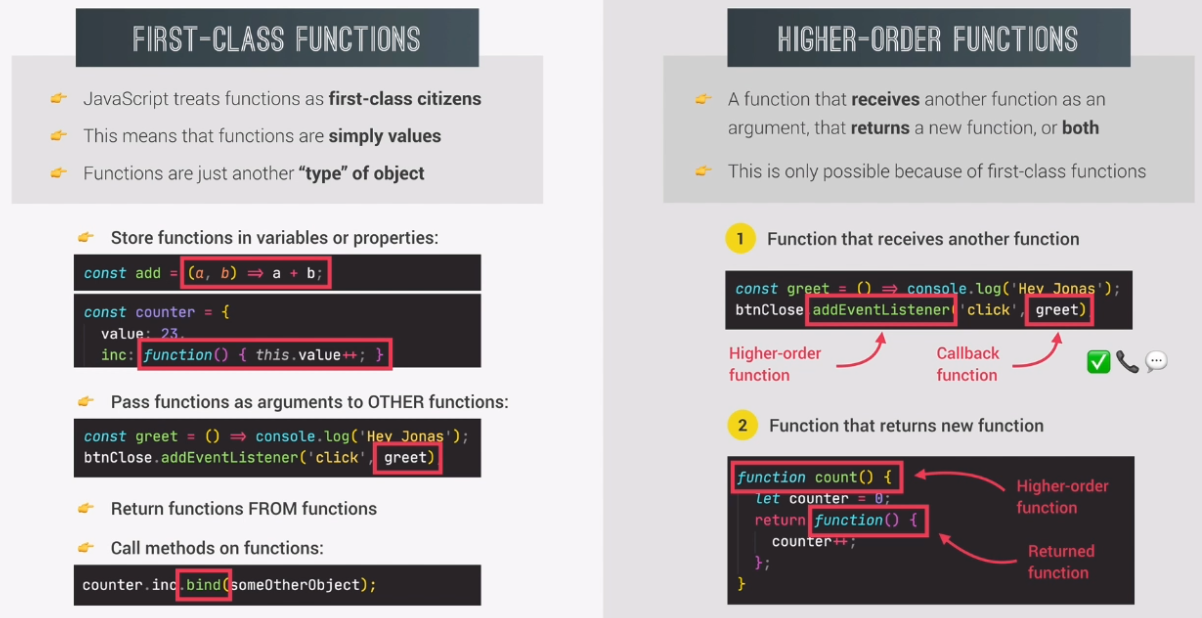 FIRST-CLASS FUNCTIONS
JavaScript treats functions as first-class citizens
This means that functions are simply values
Functions are just another “type” of object
Store functions in variables or properties:
const add = (a, b) => a + b;
const counter = {
value: 23,
inc: function() { this.value++; }
Pass functions as arguments to OTHER functions:
const greet = () => console.log('Hey Jonas');
btnClose.addEventListener('click', greet)
Return functions FROM functions
Call methods on functions:
counter.inc.bind(someOtherObject);
HIGHER-ORDER FUNCTIONS
A function that receives another function as an
argument, that returns a new function, or both
This is only possible because of first-class functions
1 Function that receives another function
const greet = () => console.log('Hey Jonas');
btnClose.addEventListener('click', greet)
Higher-order
function
Callback
function
2 Function that returns new function
function count() {
let counter = 0;
return function() {
counter++;
};
}
Higher-order
function
Returned
function